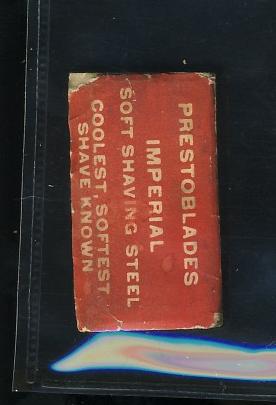 PRESTOBLADES
IMPERIAL
SOFT SHAVING STEEL
COOLEST, SOFTEST
SHAVE KNOWN